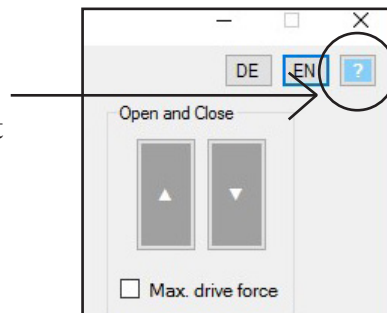 DE EN ?
Open and Close
▲ ▼
Max. drive force